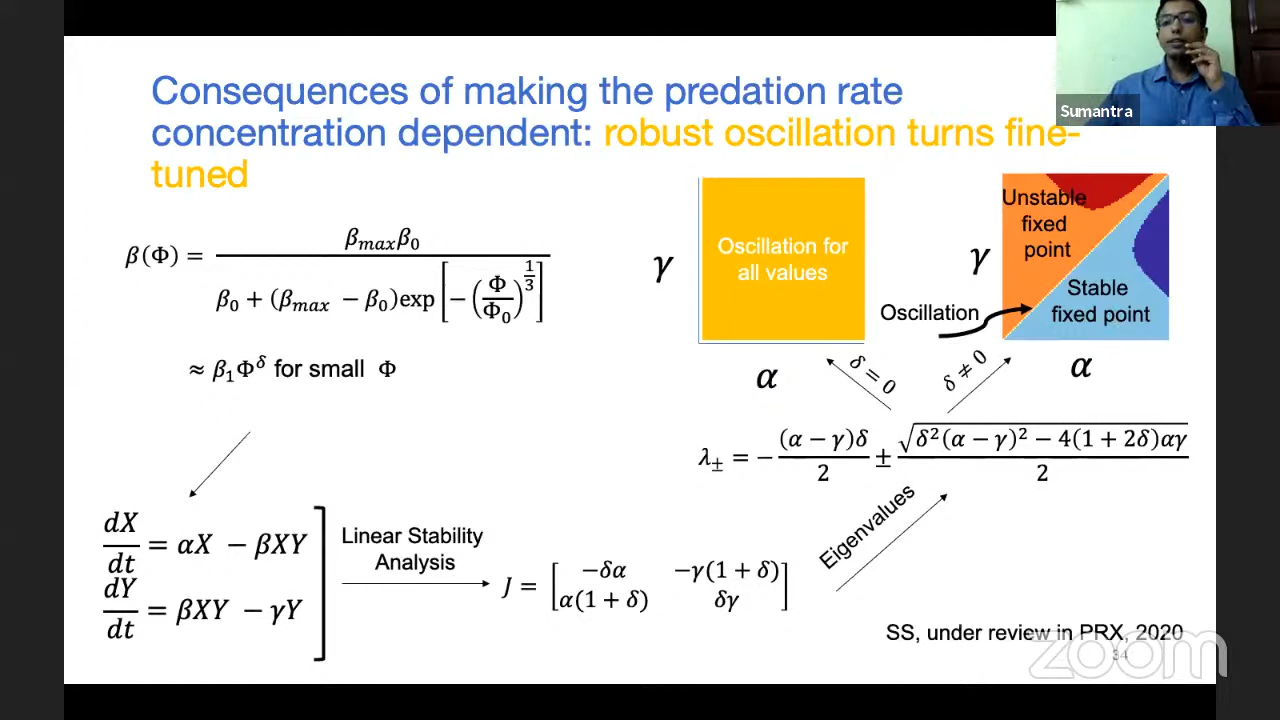 Consequences of making the predation rate
concentration dependent: robust oscillation turns fine-
tuned
Sumantra
β(Φ) = β_max β_0 / (β_0 + (β_max − β_0)exp[−(Φ/Φ_0)^(1/3)])
≈ β_1Φ^δ for small Φ
γ
Oscillation for
all values
α
γ
Unstable
fixed
point
Stable
fixed point
Oscillation
α
δ = 0
δ ≠ 0
λ_± = −(α − γ)δ/2 ± √(δ²(α − γ)² − 4(1 + 2δ)αγ)/2
Eigenvalues
dX/dt = αX − βXY
dY/dt = βXY − γY
Linear Stability
Analysis
J = [−δα −γ(1 + δ)
α(1 + δ) δγ]
SS, under review in PRX, 2020
34
zoom